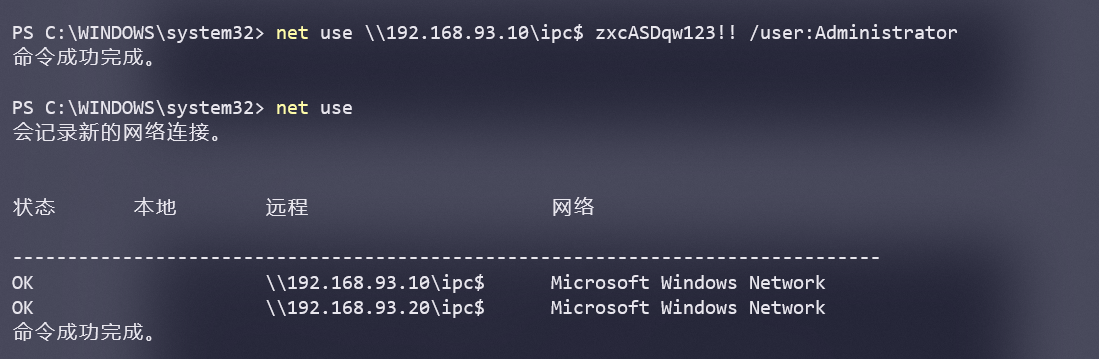 PS C:\WINDOWS\system32> net use \\192.168.93.10\ipc$ zxcASDqw123!! /user:Administrator
命令成功完成。
PS C:\WINDOWS\system32> net use
会记录新的网络连接。
状态 本地 远程 网络
-------------------------------------------------------------------------------
OK \\192.168.93.10\ipc$ Microsoft Windows Network
OK \\192.168.93.20\ipc$ Microsoft Windows Network
命令成功完成。